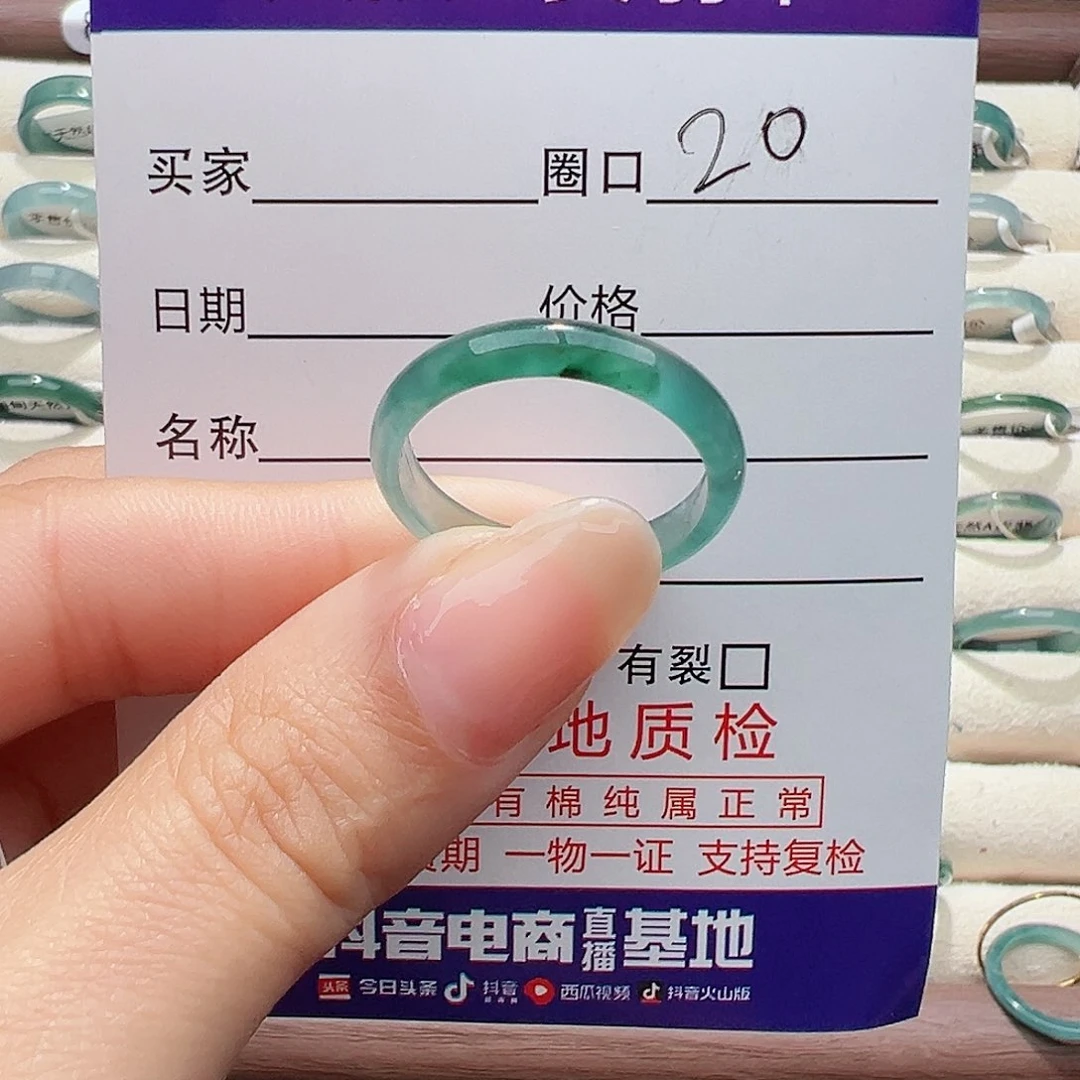 买家 圈口 20
日期 价格
名称
有裂
地质检
有棉纯属正常
期 一物一证 支持复检
抖音电商直播基地
头条 今日头条 抖音 西瓜视频 抖音火山版